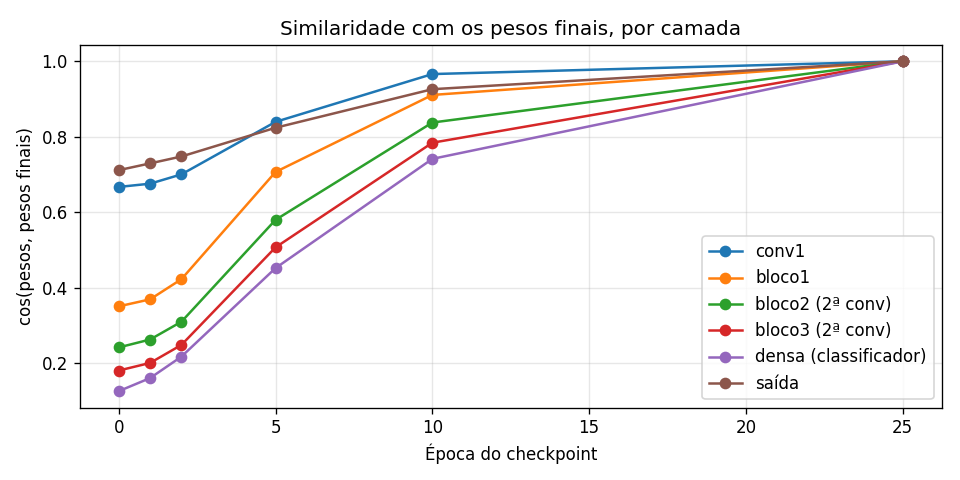 Similaridade com os pesos finais, por camada
cos(pesos, pesos finais)
1.0
0.8
0.6
0.4
0.2
0
5
10
15
20
25
Época do checkpoint
conv1
bloco1
bloco2 (2ª conv)
bloco3 (2ª conv)
densa (classificador)
saída